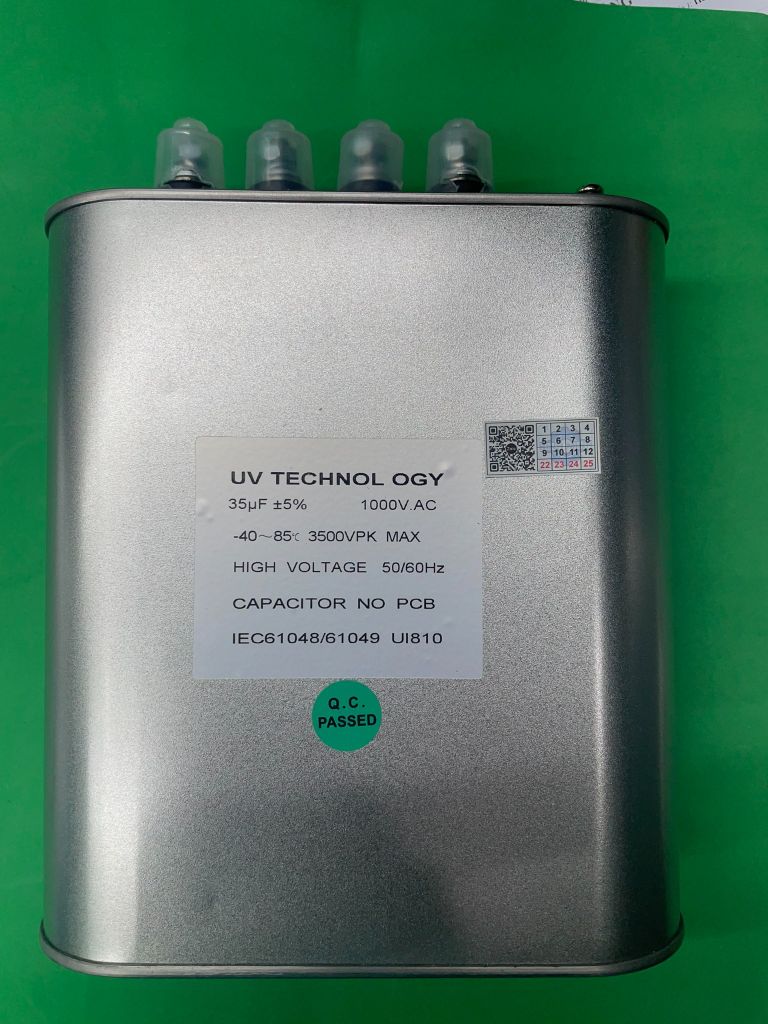 UV TECHNOL OGY
35µF ±5% 1000V.AC
-40～85℃ 3500VPK MAX
HIGH VOLTAGE 50/60Hz
CAPACITOR NO PCB
IEC61048/61049 UI810
1 2 3 4
5 6 7 8
9 10 11 12
22 23 24 25
Q.C.
PASSED